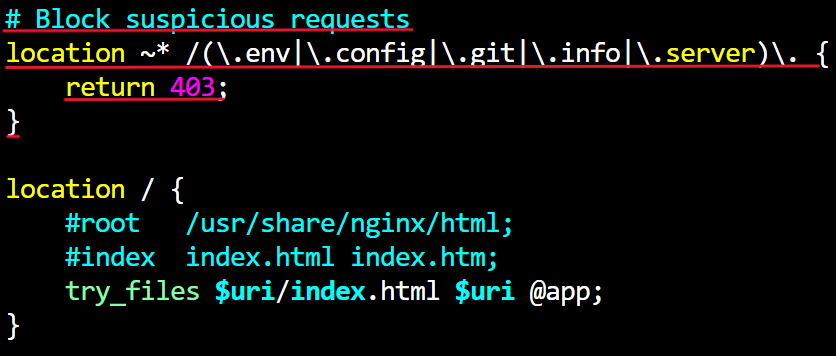 # Block suspicious requests
location ~* /(\.env|\.config|\.git|\.info|\.server)\. {
    return 403;
}

location / {
    #root   /usr/share/nginx/html;
    #index  index.html index.htm;
    try_files $uri/index.html $uri @app;
}